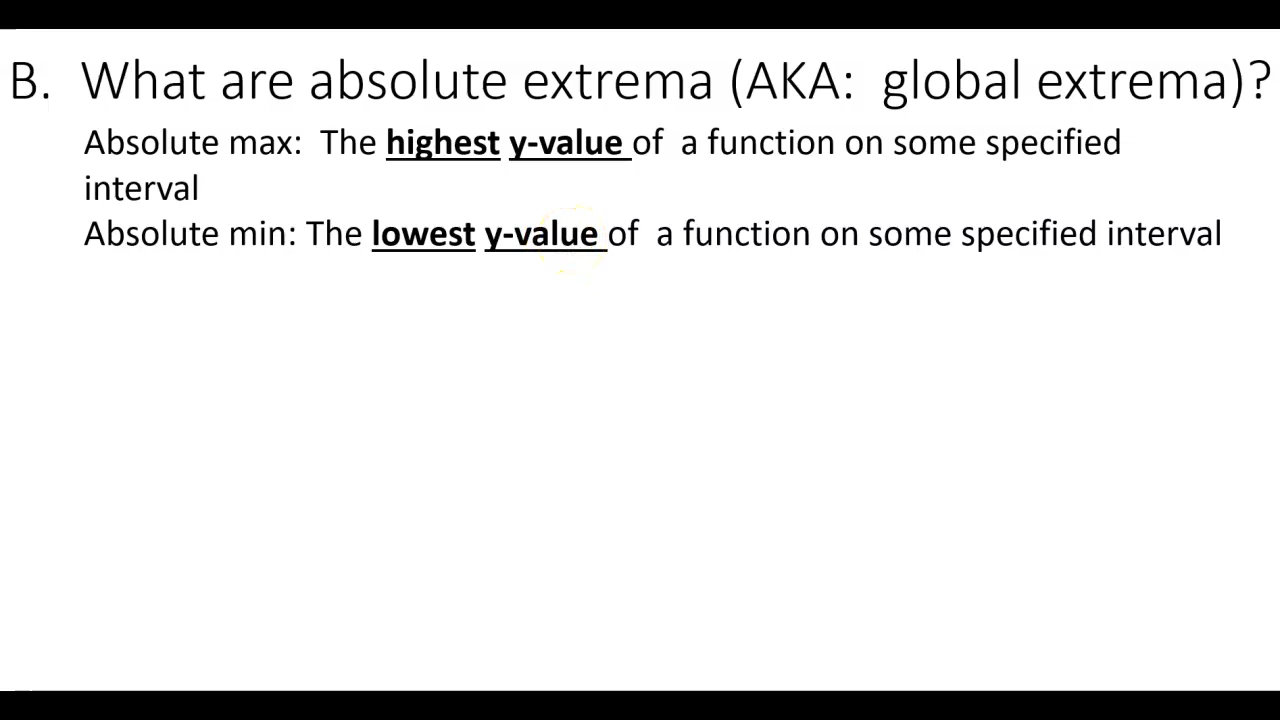 B. What are absolute extrema (AKA: global extrema)?
Absolute max: The highest y-value of a function on some specified
interval
Absolute min: The lowest y-value of a function on some specified interval